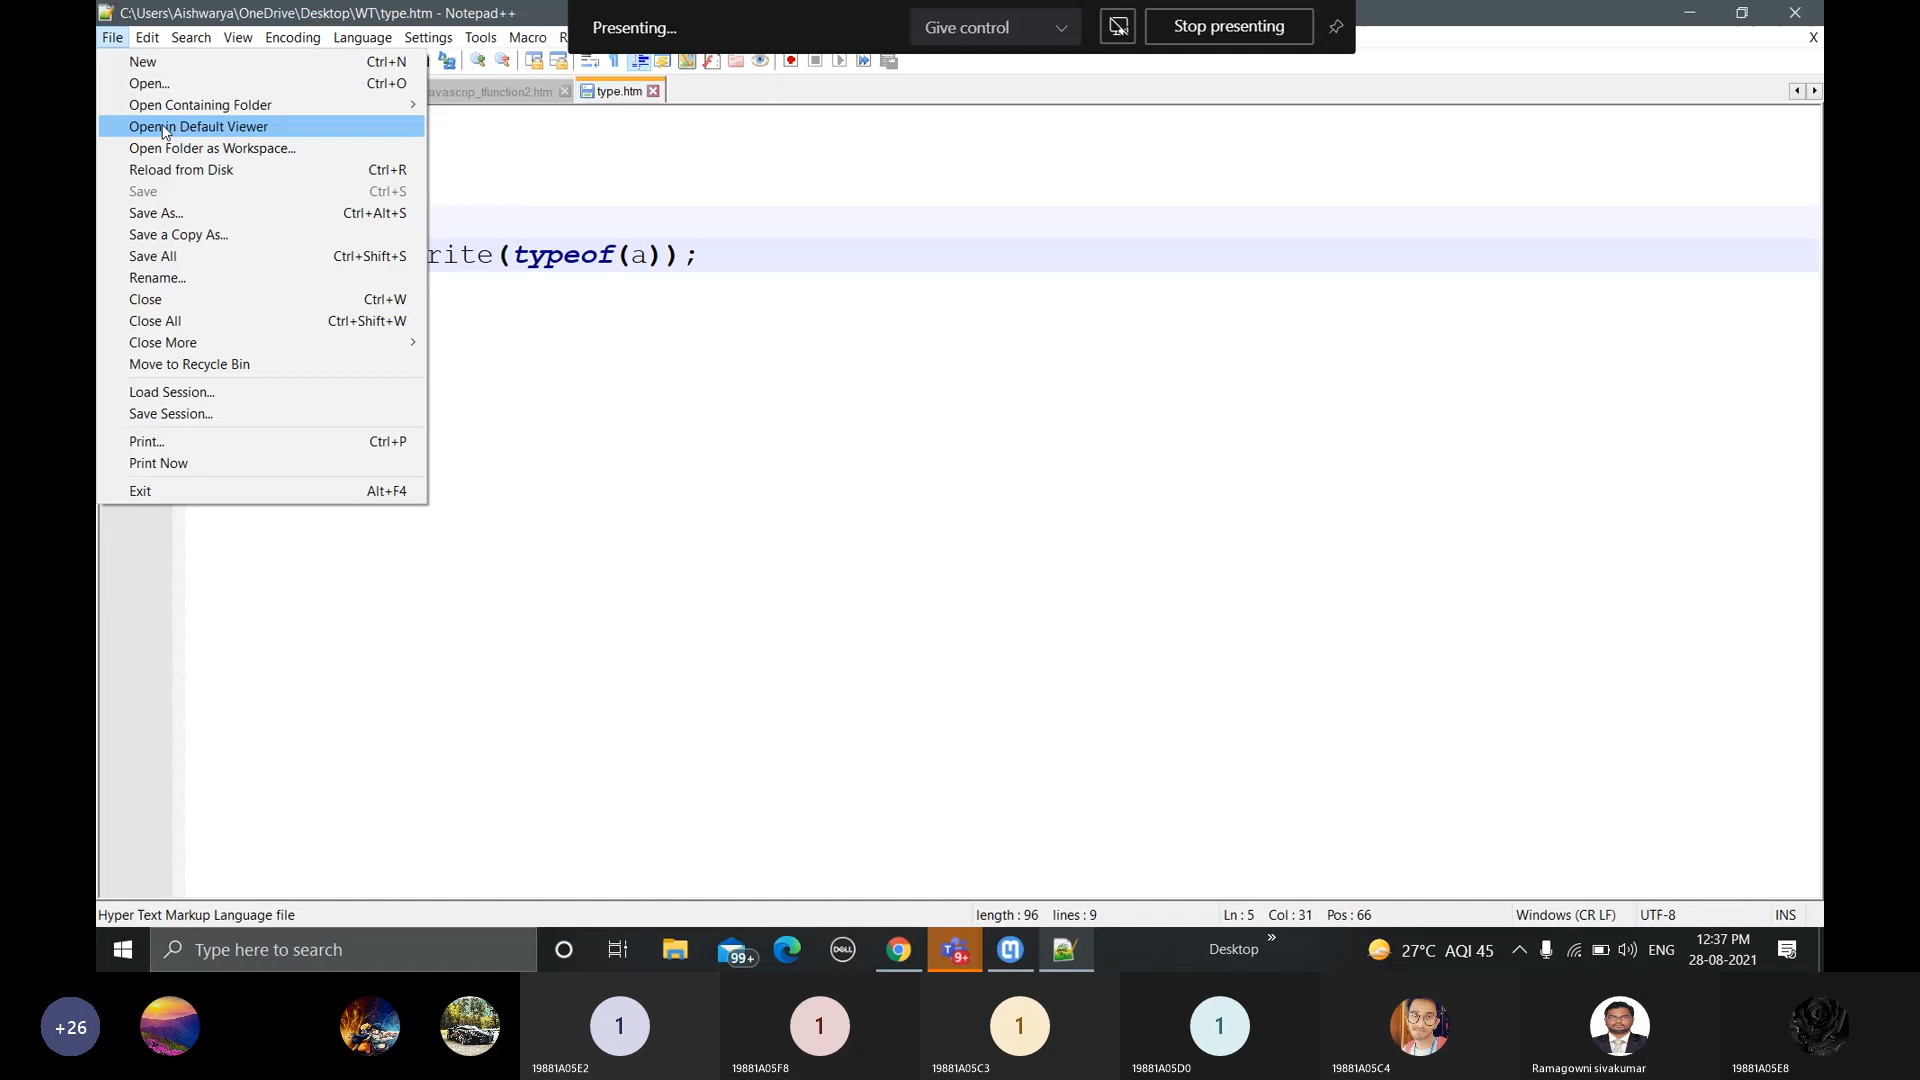 C:\Users\Aishwarya\OneDrive\Desktop\WT\type.htm - Notepad++
Presenting...
Give control
Stop presenting
File Edit Search View Encoding Language Settings Tools Macro R
X
New Ctrl+N
Open... Ctrl+O
Open Containing Folder
Open in Default Viewer
Open Folder as Workspace...
Reload from Disk Ctrl+R
Save Ctrl+S
Save As... Ctrl+Alt+S
Save a Copy As...
Save All Ctrl+Shift+S
Rename...
Close Ctrl+W
Close All Ctrl+Shift+W
Close More
Move to Recycle Bin
Load Session...
Save Session...
Print... Ctrl+P
Print Now
Exit Alt+F4
avascrip_tfunction2.htm
type.htm
rite(typeof(a));
Hyper Text Markup Language file length : 96 lines : 9 Ln : 5 Col : 31 Pos : 66 Windows (CR LF) UTF-8 INS
Type here to search
99+
DELL
9+
Desktop
27°C AQI 45
ENG
12:37 PM
28-08-2021
+26
1
1
1
1
19881A05E2
19881A05F8
19881A05C3
19881A05D0
19881A05C4
Ramagowni sivakumar
19881A05E8